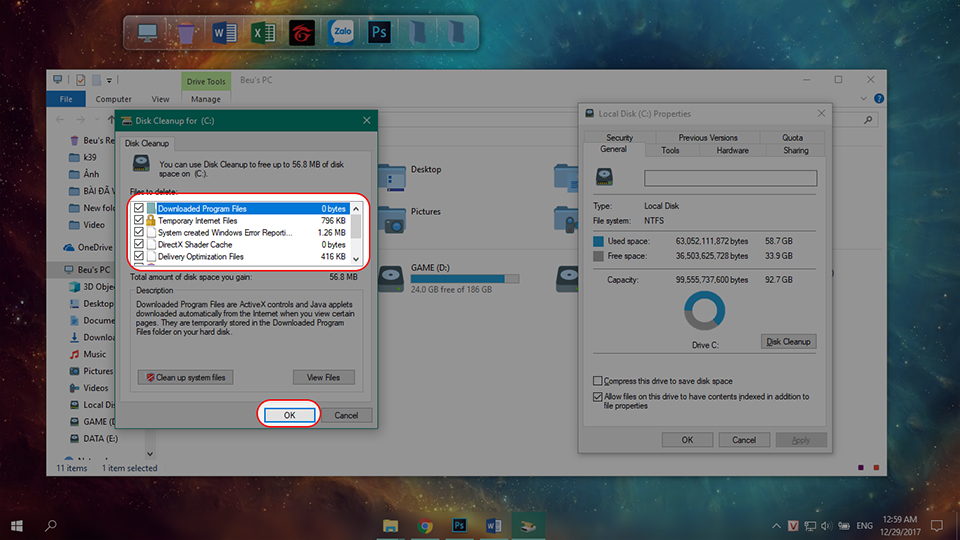 Zalo
Ps
Drive Tools
Beu's PC
File
Computer
View
Manage
Beu's Re
k39
Ảnh
BÀI ĐÃ V
New fol
Video
OneDrive
Beu's PC
3D Obje
Desktop
Docume
Downloa
Music
Pictures
Videos
Local Dis
GAME (D
DATA (E:)
11 items
1 item selected
Desktop
Pictures
GAME (D:)
24.0 GB free of 186 GB
Disk Cleanup for (C:)
Disk Cleanup
You can use Disk Cleanup to free up to 56.8 MB of disk
space on (C:).
Files to delete:
Downloaded Program Files 0 bytes
Temporary Internet Files 796 KB
System created Windows Error Reporti... 1.26 MB
DirectX Shader Cache 0 bytes
Delivery Optimization Files 416 KB
Total amount of disk space you gain: 56.8 MB
Description
Downloaded Program Files are ActiveX controls and Java applets
downloaded automatically from the Internet when you view certain
pages. They are temporarily stored in the Downloaded Program
Files folder on your hard disk.
Clean up system files
View Files
OK
Cancel
Local Disk (C:) Properties
Security
Previous Versions
Quota
General
Tools
Hardware
Sharing
Type: Local Disk
File system: NTFS
Used space: 63,052,111,872 bytes 58.7 GB
Free space: 36,503,625,728 bytes 33.9 GB
Capacity: 99,555,737,600 bytes 92.7 GB
Drive C:
Disk Cleanup
Compress this drive to save disk space
Allow files on this drive to have contents indexed in addition to
file properties
OK
Cancel
Apply
Ps
V
ENG
12:59 AM
12/29/2017